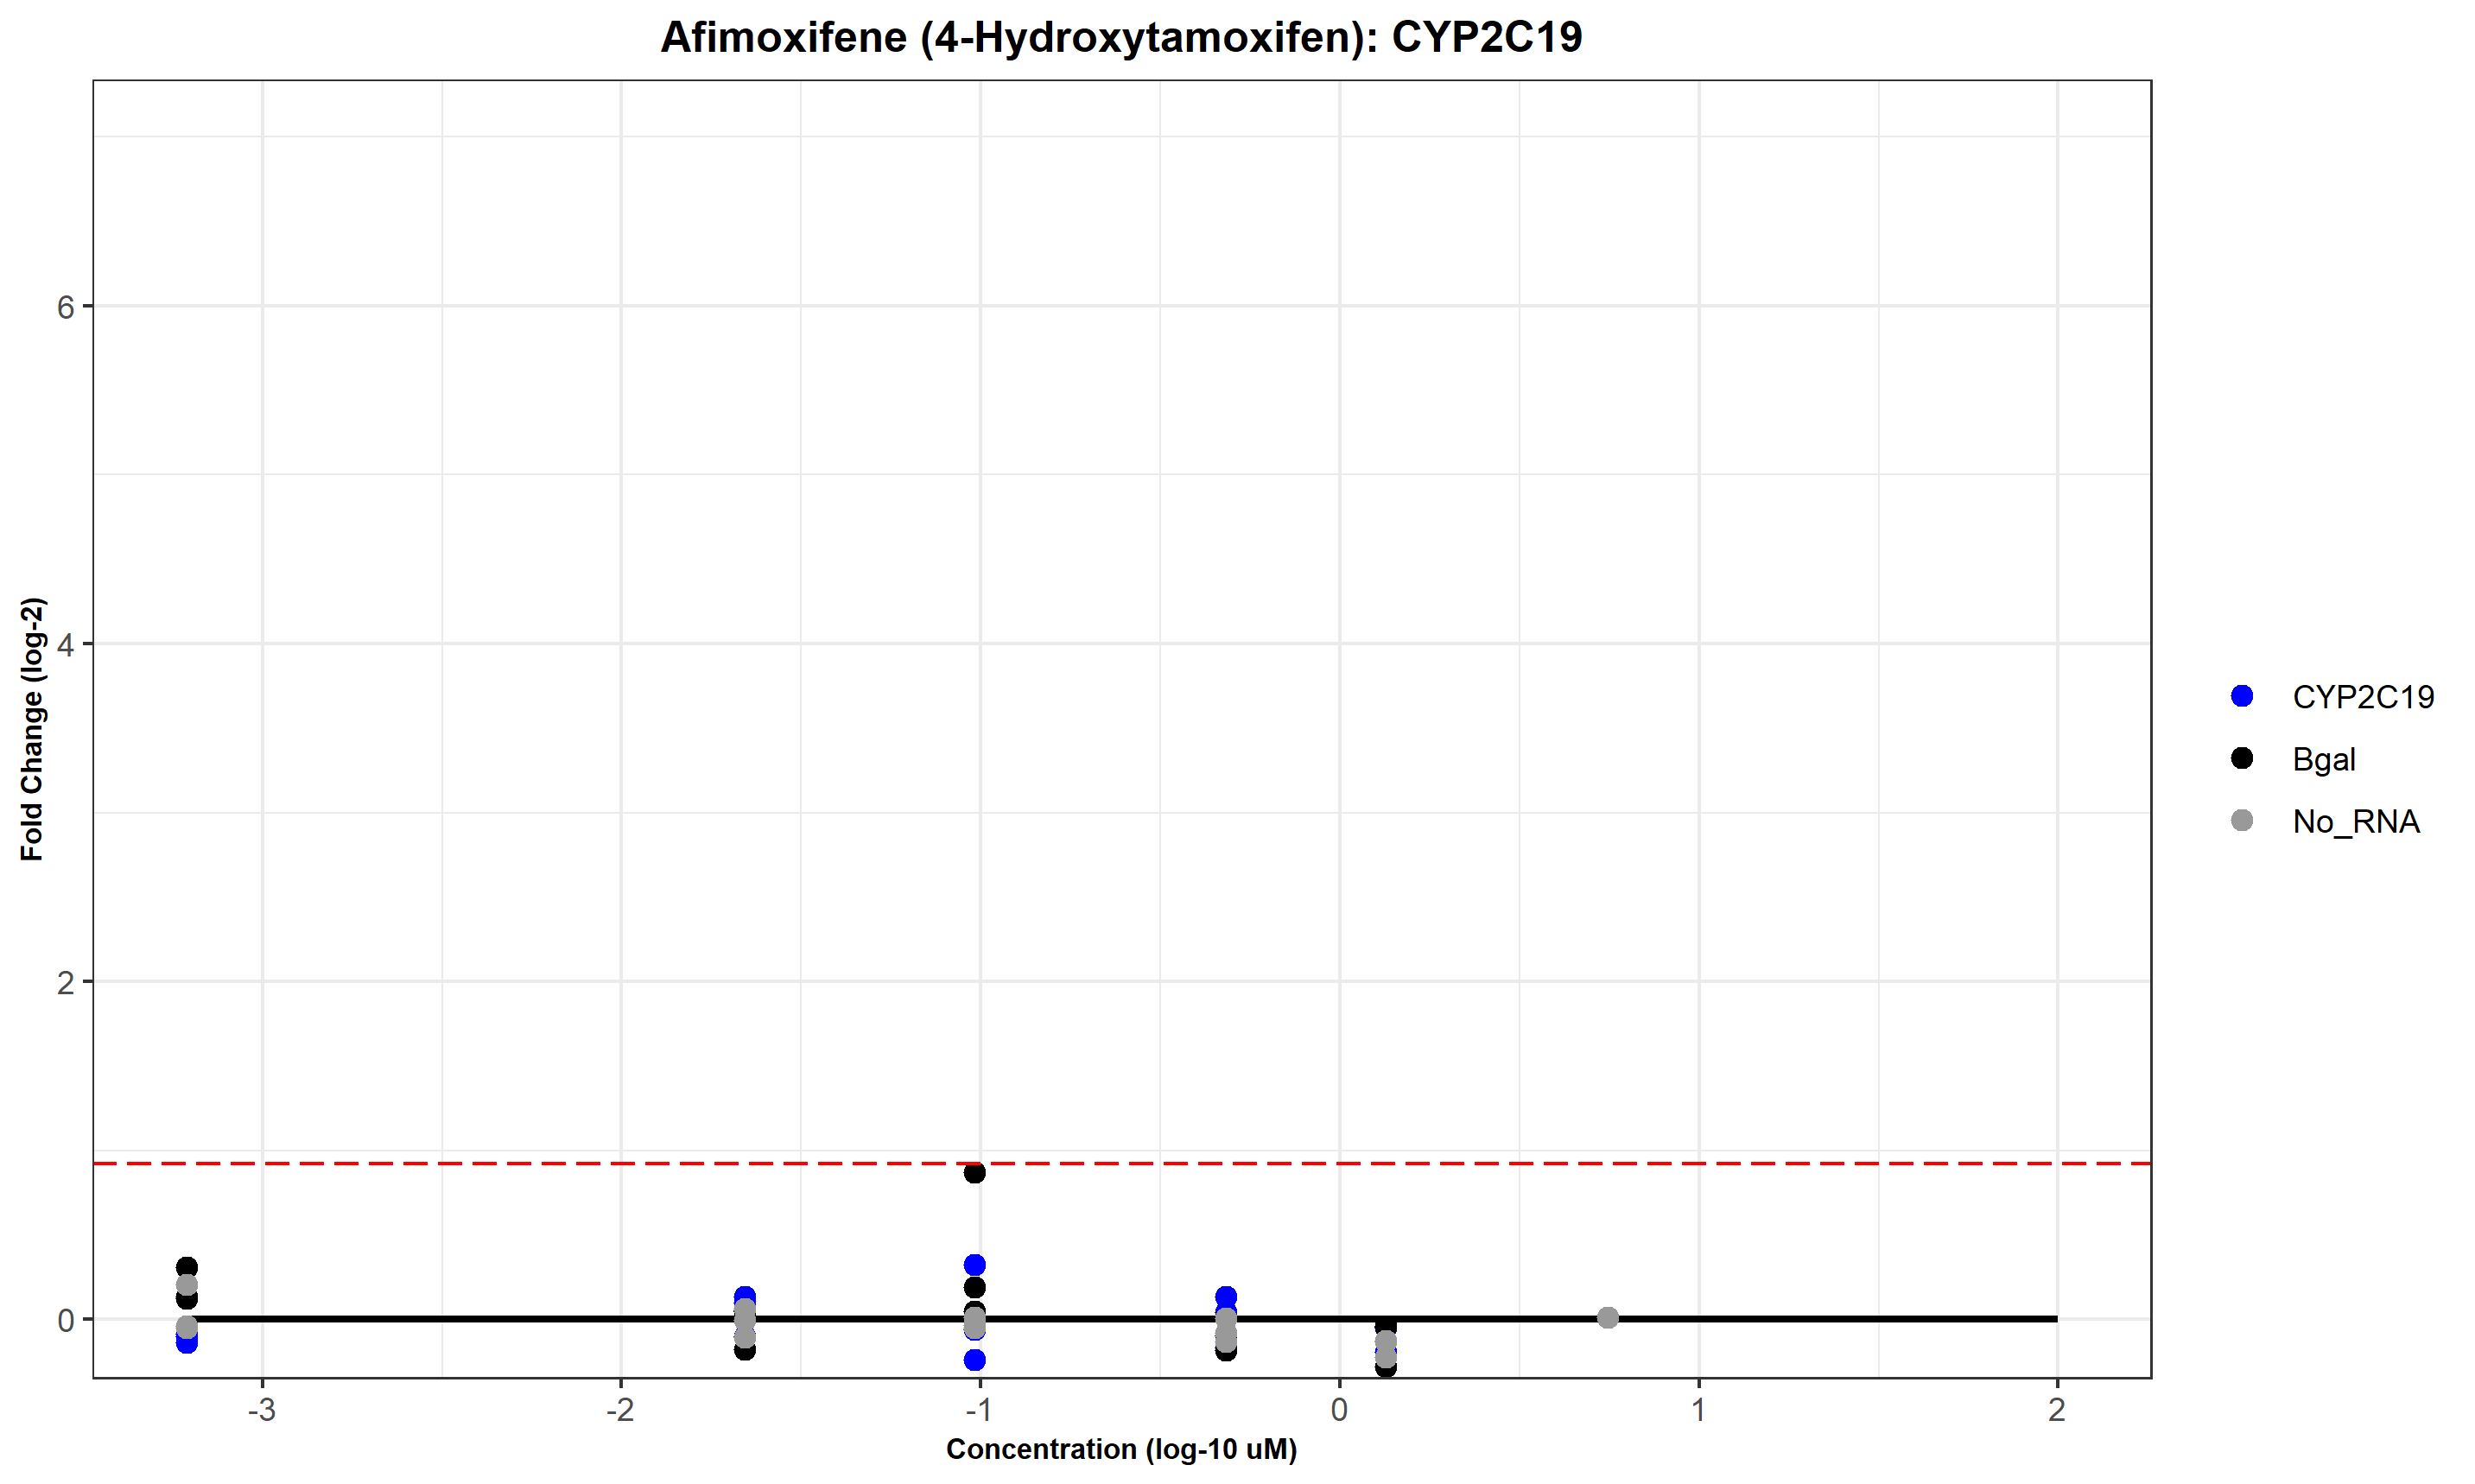 Afimoxifene (4-Hydroxytamoxifen): CYP2C19
Fold Change (log-2)
6
4
2
0
-3
-2
-1
0
1
2
Concentration (log-10 uM)
CYP2C19
Bgal
No_RNA